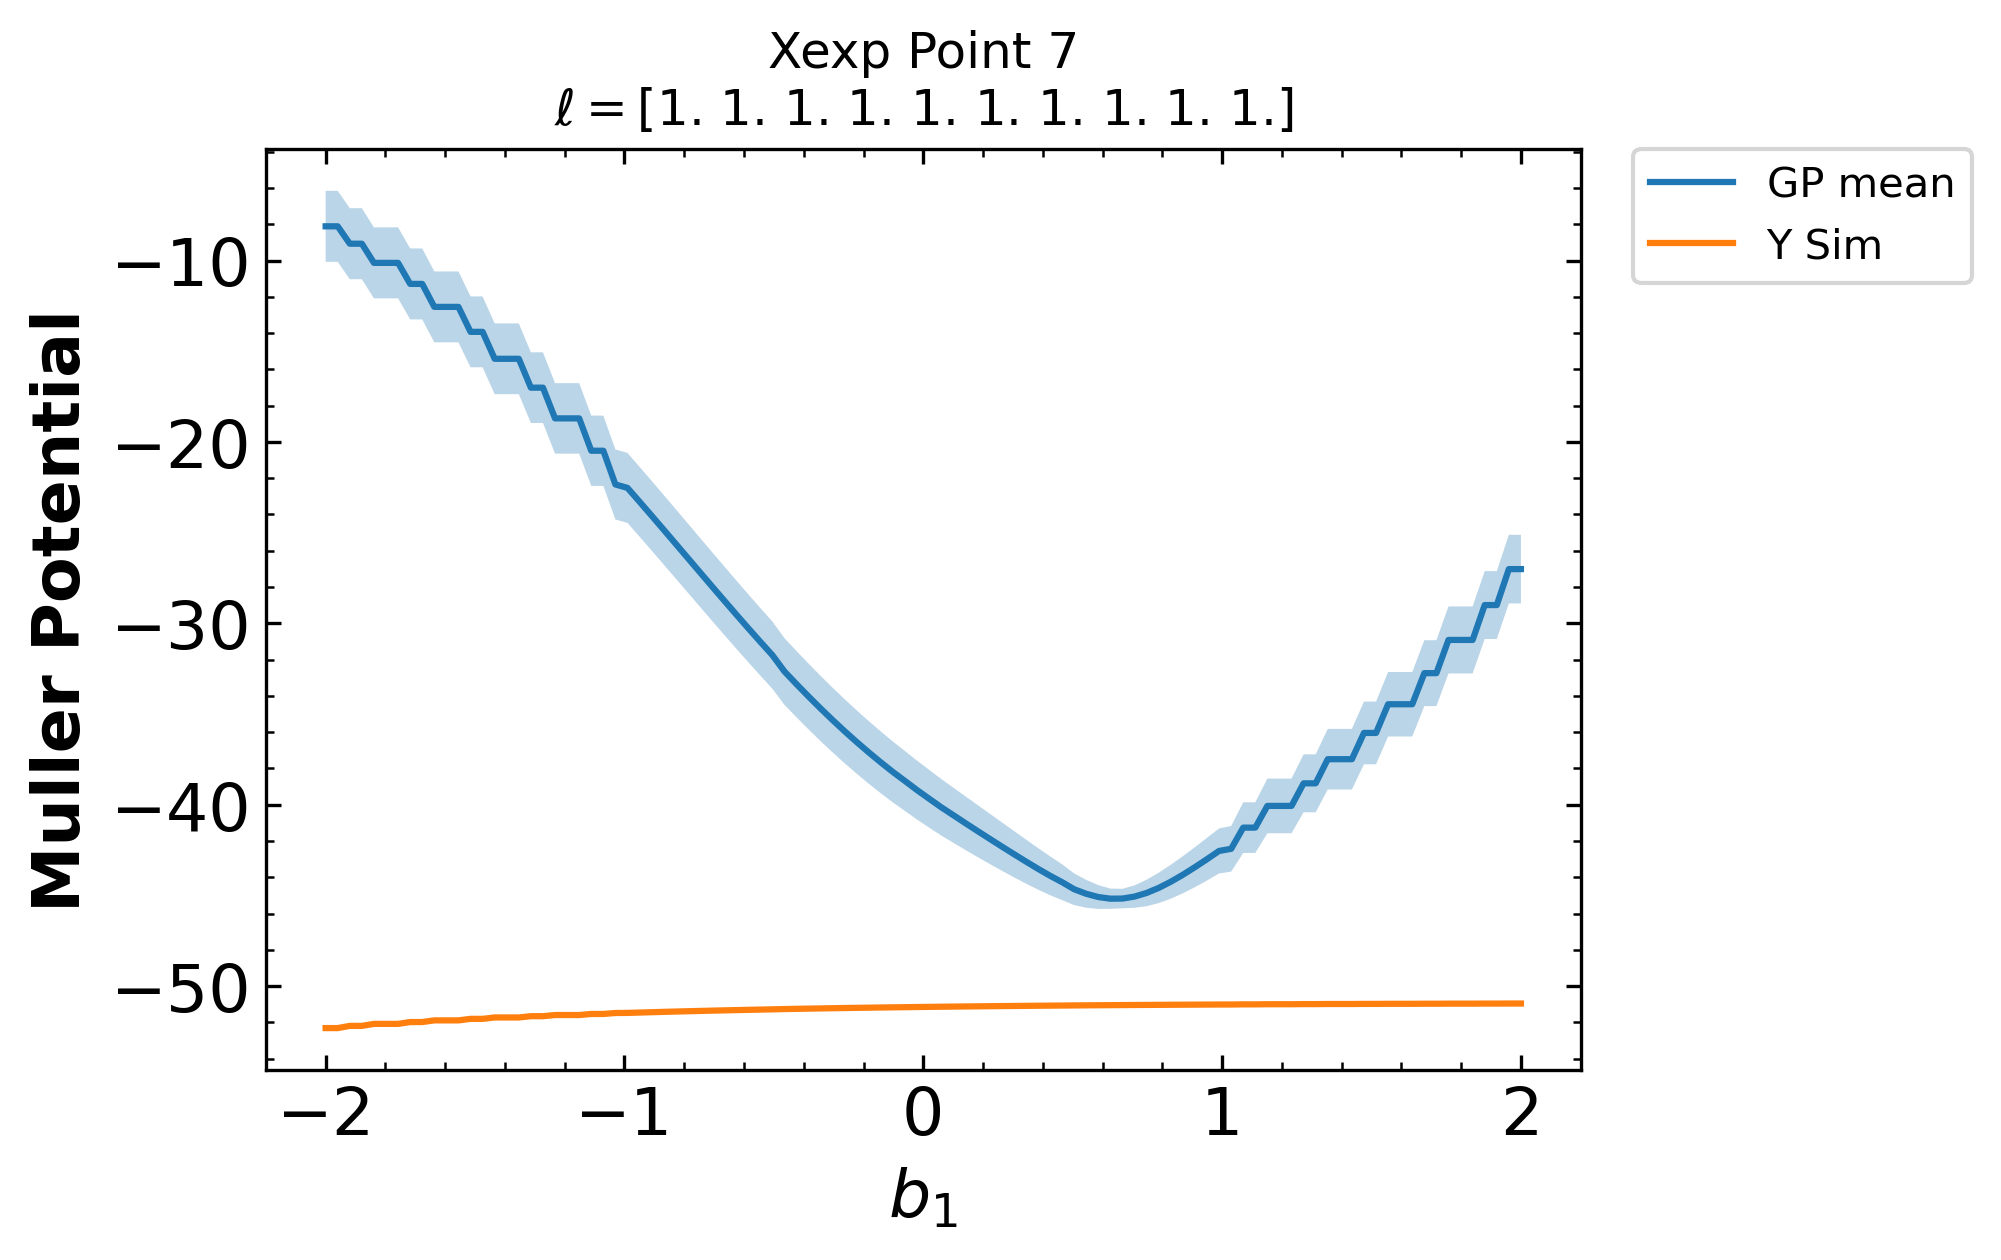 Xexp Point 7
ℓ = [1. 1. 1. 1. 1. 1. 1. 1. 1. 1.]
GP mean
Y Sim
Muller Potential
−10
−20
−30
−40
−50
−2
−1
0
1
2
b₁